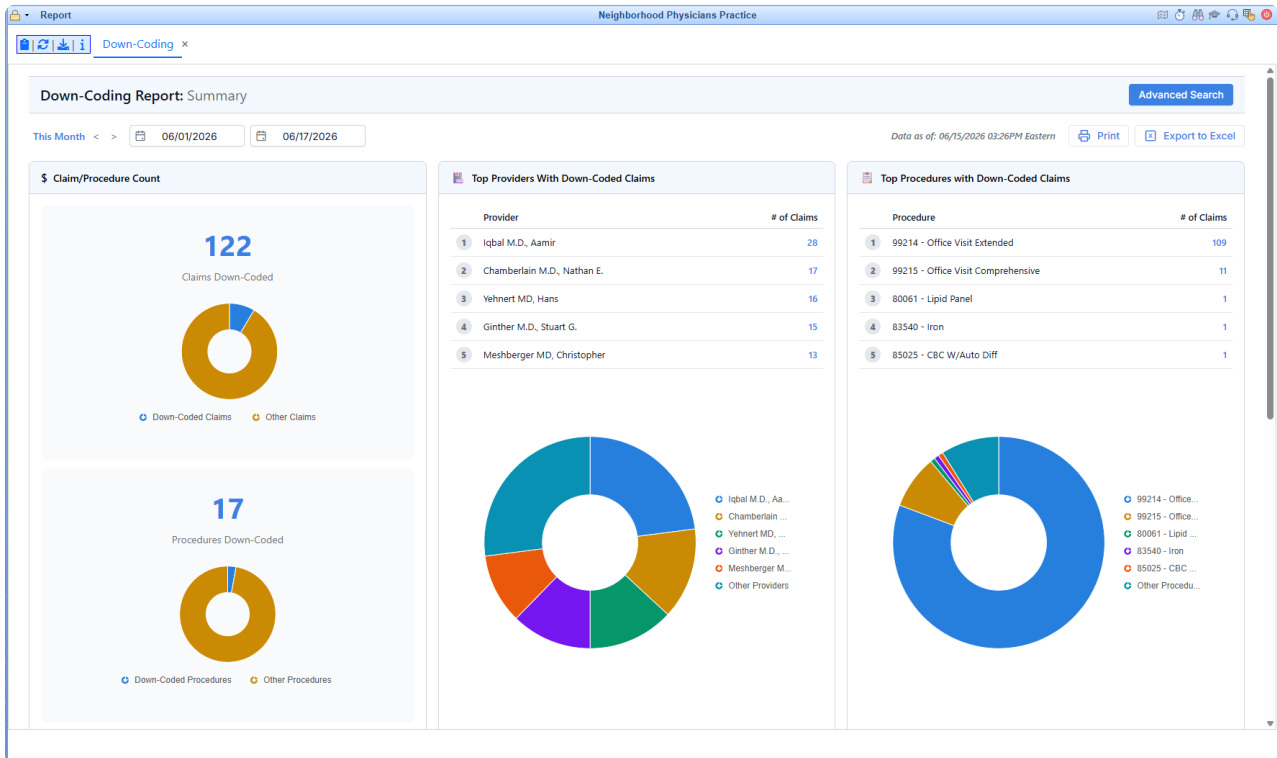 Report Neighborhood Physicians Practice
Down-Coding ×
Down-Coding Report: Summary Advanced Search
This Month < > 06/01/2026 06/17/2026 Data as of: 06/15/2026 03:26PM Eastern Print Export to Excel
$ Claim/Procedure Count
122
Claims Down-Coded
Down-Coded Claims Other Claims
17
Procedures Down-Coded
Down-Coded Procedures Other Procedures
Top Providers With Down-Coded Claims
Provider # of Claims
1 Iqbal M.D., Aamir 28
2 Chamberlain M.D., Nathan E. 17
3 Yehnert MD, Hans 16
4 Ginther M.D., Stuart G. 15
5 Meshberger MD, Christopher 13
Iqbal M.D., Aa...
Chamberlain ...
Yehnert MD, ...
Ginther M.D., ...
Meshberger M...
Other Providers
Top Procedures with Down-Coded Claims
Procedure # of Claims
1 99214 - Office Visit Extended 109
2 99215 - Office Visit Comprehensive 11
3 80061 - Lipid Panel 1
4 83540 - Iron 1
5 85025 - CBC W/Auto Diff 1
99214 - Office...
99215 - Office...
80061 - Lipid ...
83540 - Iron
85025 - CBC ...
Other Procedu...